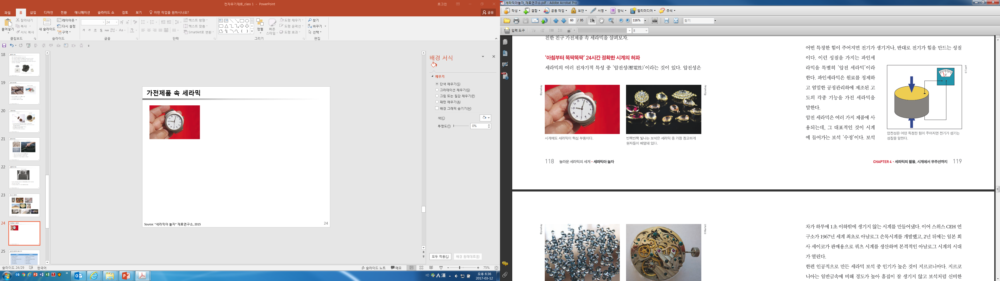 전자무기재료_class 1 - PowerPoint
로그인
파일 홈 삽입 디자인 전환 애니메이션 슬라이드 쇼 검토 보기 어떤 작업을 원하시나요?
공유
붙여넣기
잘라내기
복사
서식 복사
클립보드
새 슬라이드
레이아웃
다시 설정
구역
슬라이드
24
글꼴
텍스트 방향
텍스트 맞춤
SmartArt로 변환
단락
정렬
빠른 스타일
도형 채우기
도형 윤곽선
도형 효과
그리기
찾기
바꾸기
선택
편집
18
19
20
21
22
23
24
25
가전제품 속 세라믹
Source: "세라믹아 놀자" 재료연구소, 2015
24
배경 서식
채우기
단색 채우기(S)
그라데이션 채우기(G)
그림 또는 질감 채우기(P)
패턴 채우기(A)
배경 그래픽 숨기기(H)
색(C)
투명도(T) 0%
모두 적용(L) 배경 원래대로(B)
슬라이드 24/29 한국어
슬라이드 노트 메모 75%
KO A 漢
오후 6:36
2017-03-12
세라믹아놀자_재료연구소.pdf - Adobe Acrobat Pro
작성 결합 공동 작업 보안 서명 양식 멀티미디어 주석
60 / 95 116% 찾기
입력 도구 8
친한 친구 가전제품 속 세라믹을 살펴보자.
‘아침부터 똑딱똑딱’ 24시간 정확한 시계의 허파
세라믹의 여러 전자기적 특성 중 ‘압전성(壓電性)’이라는 것이 있다. 압전성은
©pixabay
©pixabay
시계에도 세라믹이 핵심 부품이다.
반짝반짝 빛나는 보석은 세라믹 중 가장 정교하게
원자들이 배열돼 있다.
118 놀라운 세라믹의 세계 • 세라믹아 놀자
어떤 특정한 힘이 주어지면 전기가 생기거나, 반대로 전기가 힘을 만드는 성질
이다. 이런 성질을 가지는 파인세
라믹을 특별히 ‘압전 세라믹’이라
한다. 파인세라믹은 원료를 정제하
고 엄밀한 공정관리하에 제조된 고
도의 각종 기능을 가진 세라믹을
말한다.
압전 세라믹은 여러 가지 제품에 사
용되는데, 그 대표적인 것이 시계
에 들어가는 보석 ‘수정’이다. 보석
V
©Tizeff
압전성은 어떤 특정한 힘이 주어지면 전기가 생기는
성질을 말한다.
CHAPTER 4 • 세라믹의 활용, 시계에서 우주선까지 119
©pixabay
©Martell
차가 하루에 1초 이하밖에 생기지 않는 시계를 만들어냈다. 이어 스위스 CEH 연
구소가 1967년 세계 최초로 아날로그 손목시계를 개발했고, 2년 뒤에는 일본 회
사 세이코가 판매용으로 쿼츠 시계를 생산하며 본격적인 아날로그 시계의 시대
가 열린다.
한편 인공적으로 만든 세라믹 보석 중 인기가 높은 것이 지르코니아다. 지르코
니아는 일반금속에 비해 경도가 높아 흠집이 잘 생기지 않고 보석처럼 신비한